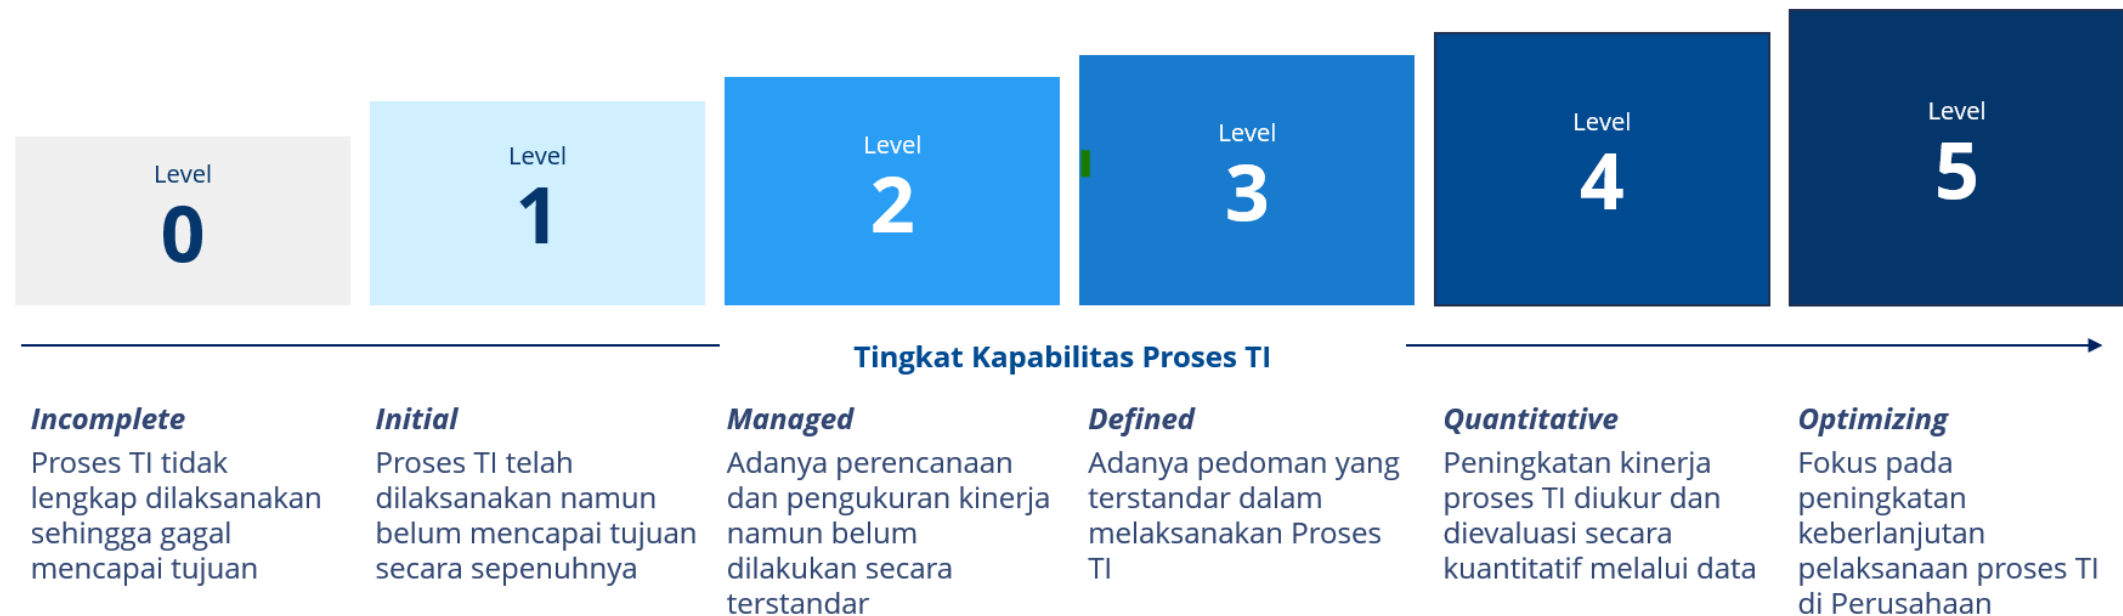 Level
0
Level
1
Level
2
Level
3
Level
4
Level
5
Tingkat Kapabilitas Proses TI
Incomplete
Proses TI tidak
lengkap dilaksanakan
sehingga gagal
mencapai tujuan
Initial
Proses TI telah
dilaksanakan namun
belum mencapai tujuan
secara sepenuhnya
Managed
Adanya perencanaan
dan pengukuran kinerja
namun belum
dilakukan secara
terstandar
Defined
Adanya pedoman yang
terstandar dalam
melaksanakan Proses
TI
Quantitative
Peningkatan kinerja
proses TI diukur dan
dievaluasi secara
kuantitatif melalui data
Optimizing
Fokus pada
peningkatan
keberlanjutan
pelaksanaan proses TI
di Perusahaan